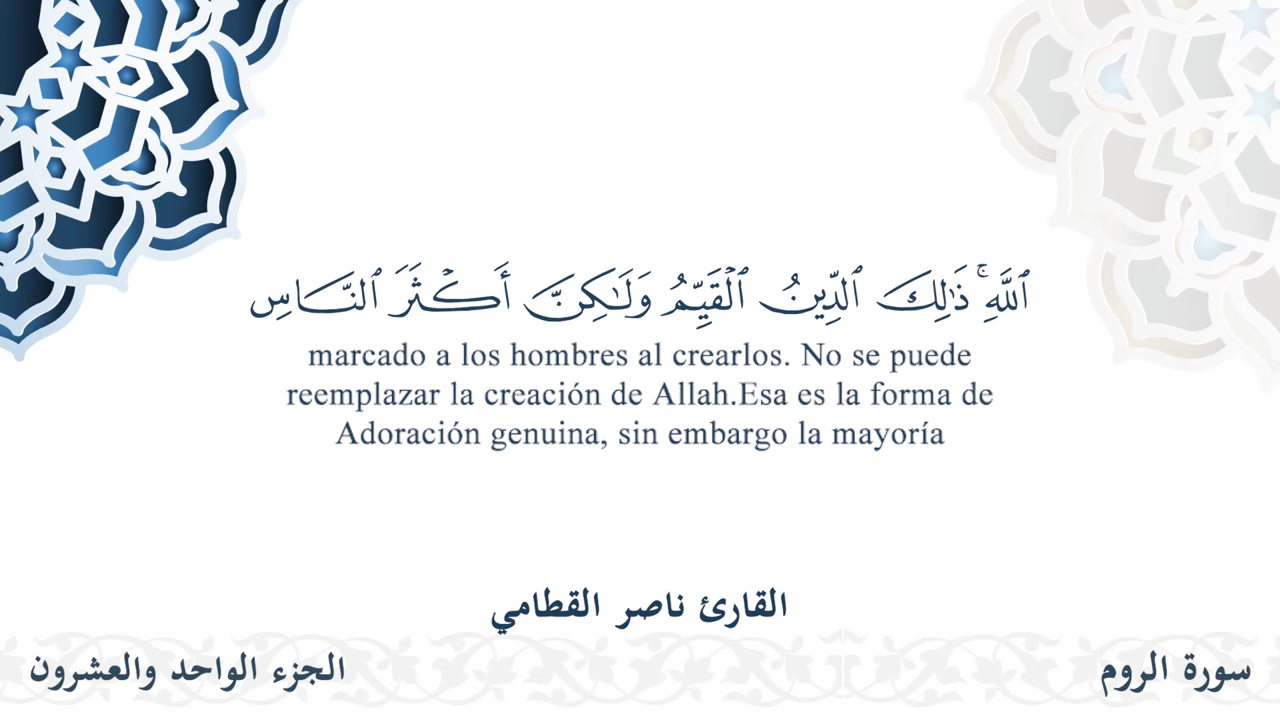 ٱللَّهِۚ ذَٰلِكَ ٱلدِّينُ ٱلۡقَيِّمُ وَلَٰكِنَّ أَكۡثَرَ ٱلنَّاسِ
marcado a los hombres al crearlos. No se puede
reemplazar la creación de Allah.Esa es la forma de
Adoración genuina, sin embargo la mayoría
القارئ ناصر القطامي
سورة الروم
الجزء الواحد والعشرون